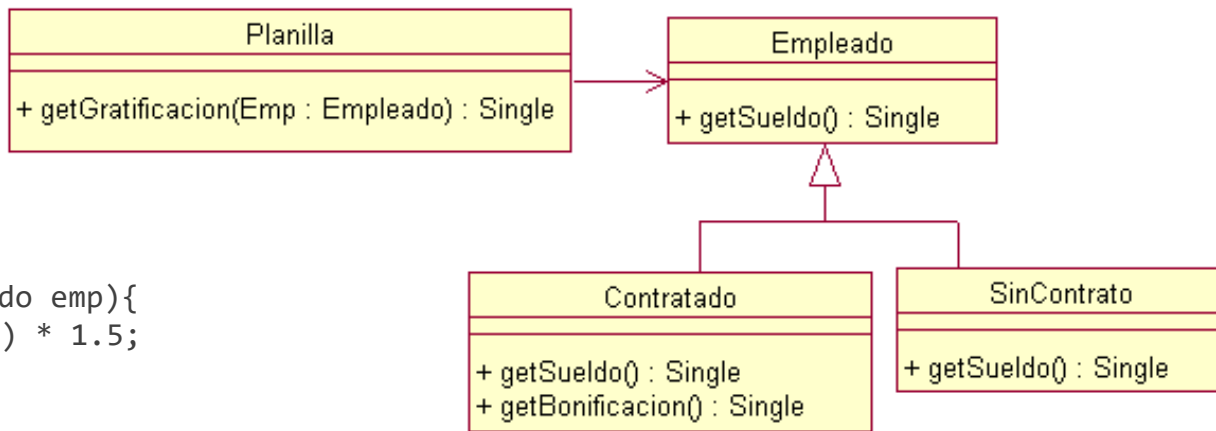 Planilla
+ getGratificacion(Emp : Empleado) : Single
Empleado
+ getSueldo() : Single
do emp){
) * 1.5;
Contratado
+ getSueldo() : Single
+ getBonificacion() : Single
SinContrato
+ getSueldo() : Single